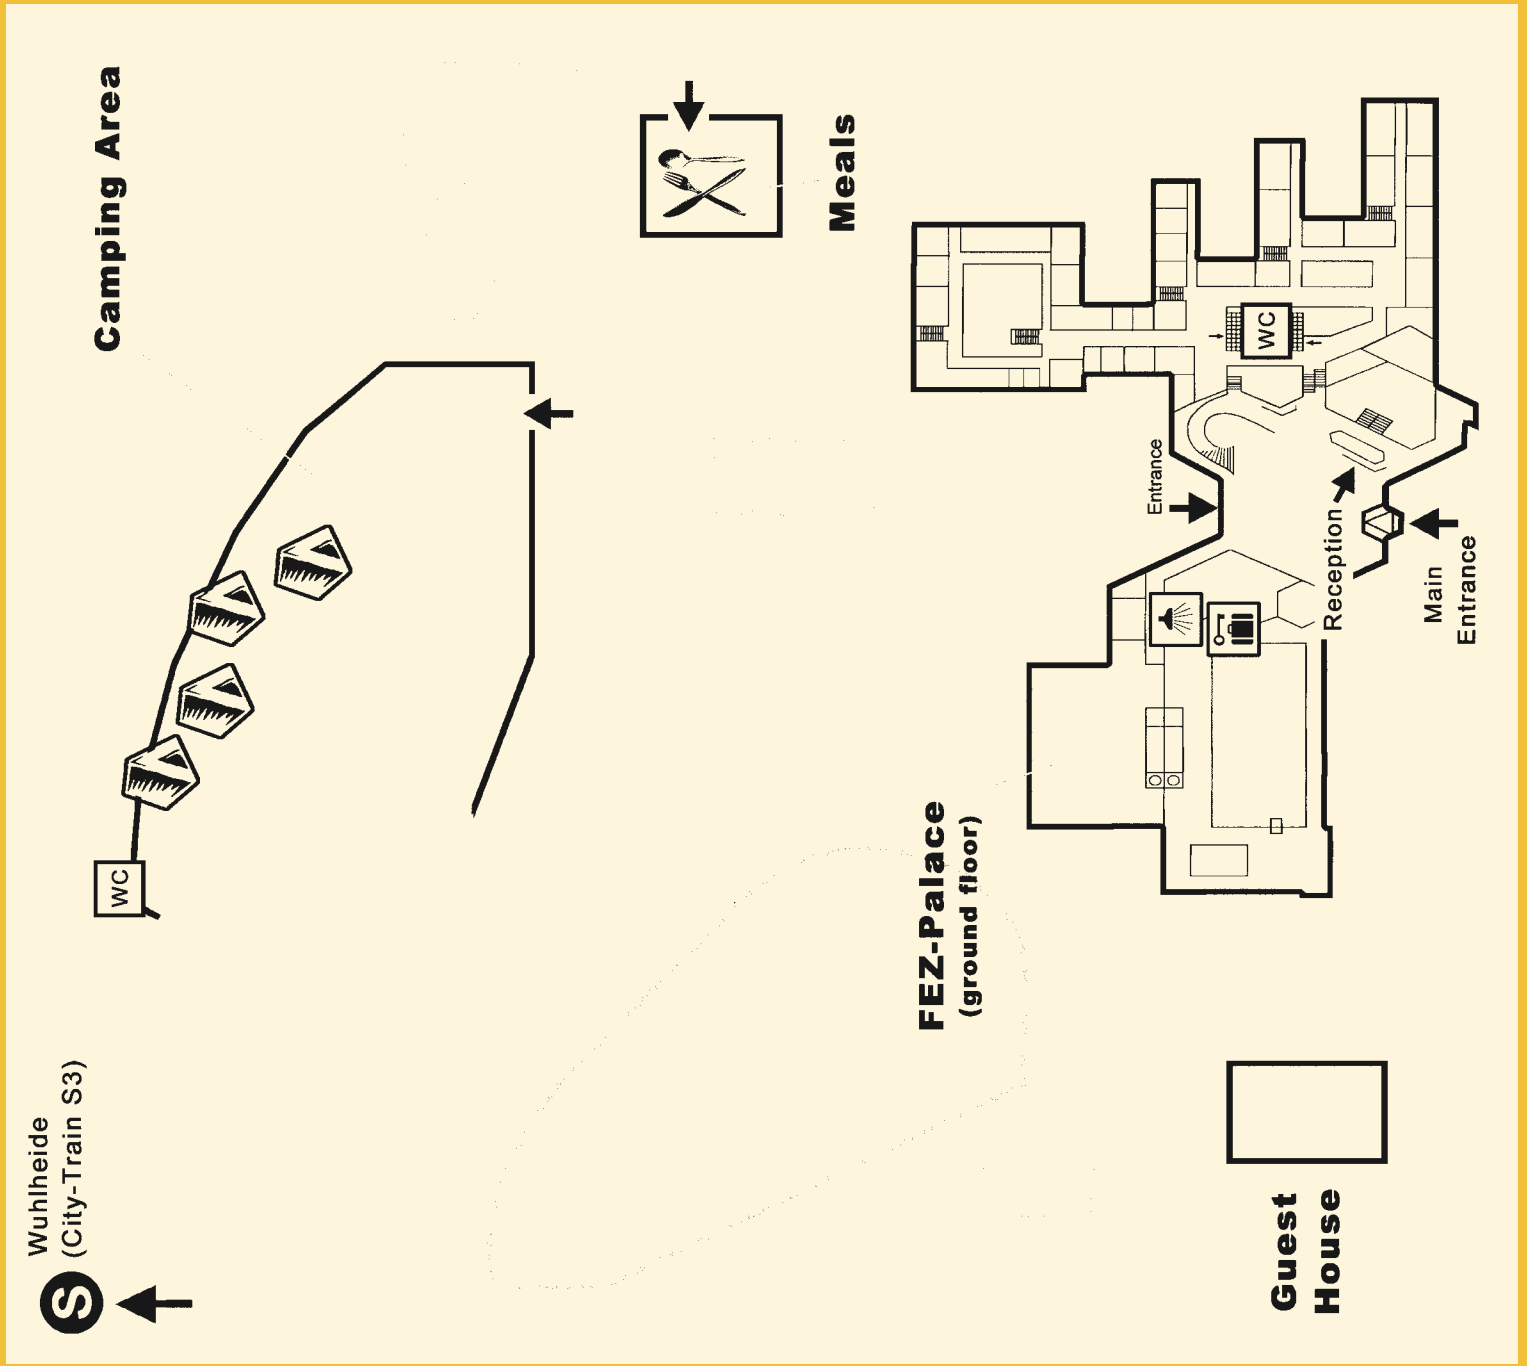 Wuhlheide
(City-Train S3)
S
WC
Camping Area
Meals
FEZ-Palace
(ground floor)
Entrance
WC
Reception
Main
Entrance
Guest
House